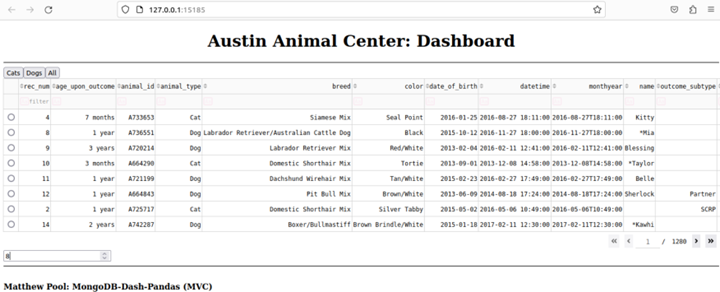 127.0.0.1:15185
Austin Animal Center: Dashboard
Cats Dogs All
rec_num age_upon_outcome animal_id animal_type breed color date_of_birth datetime monthyear name outcome_subtype
filter
4 7 months A733653 Cat Siamese Mix Seal Point 2016-01-25 2016-08-27 18:11:00 2016-08-27T18:11:00 Kitty
8 1 year A736551 Dog Labrador Retriever/Australian Cattle Dog Black 2015-10-12 2016-11-27 18:00:00 2016-11-27T18:00:00 *Mia
9 3 years A720214 Dog Labrador Retriever Mix Red/White 2013-02-04 2016-02-11 12:41:00 2016-02-11T12:41:00 Blessing
10 3 months A664290 Cat Domestic Shorthair Mix Tortie 2013-09-01 2013-12-08 14:58:00 2013-12-08T14:58:00 *Taylor
11 1 year A721199 Dog Dachshund Wirehair Mix Tan/White 2015-02-23 2016-02-27 17:49:00 2016-02-27T17:49:00 Belle
12 1 year A664843 Dog Pit Bull Mix Brown/White 2013-06-09 2014-08-18 17:24:00 2014-08-18T17:24:00 Sherlock Partner
2 1 year A725717 Cat Domestic Shorthair Mix Silver Tabby 2015-05-02 2016-05-06 10:49:00 2016-05-06T10:49:00 SCRP
14 2 years A742287 Dog Boxer/Bullmastiff Brown Brindle/White 2015-01-18 2017-02-11 12:30:00 2017-02-11T12:30:00 *Kawhi
1 / 1280
8
Matthew Pool: MongoDB-Dash-Pandas (MVC)